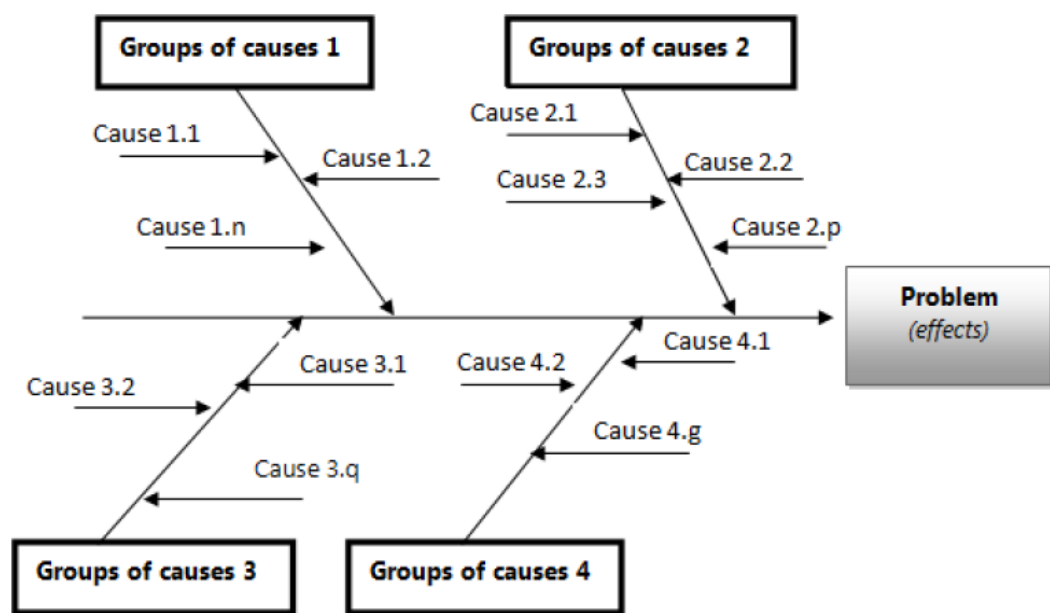 Groups of causes 1
Groups of causes 2
Cause 1.1
Cause 1.2
Cause 1.n
Cause 2.1
Cause 2.2
Cause 2.3
Cause 2.p
Problem
(effects)
Cause 3.1
Cause 3.2
Cause 3.q
Cause 4.1
Cause 4.2
Cause 4.g
Groups of causes 3
Groups of causes 4